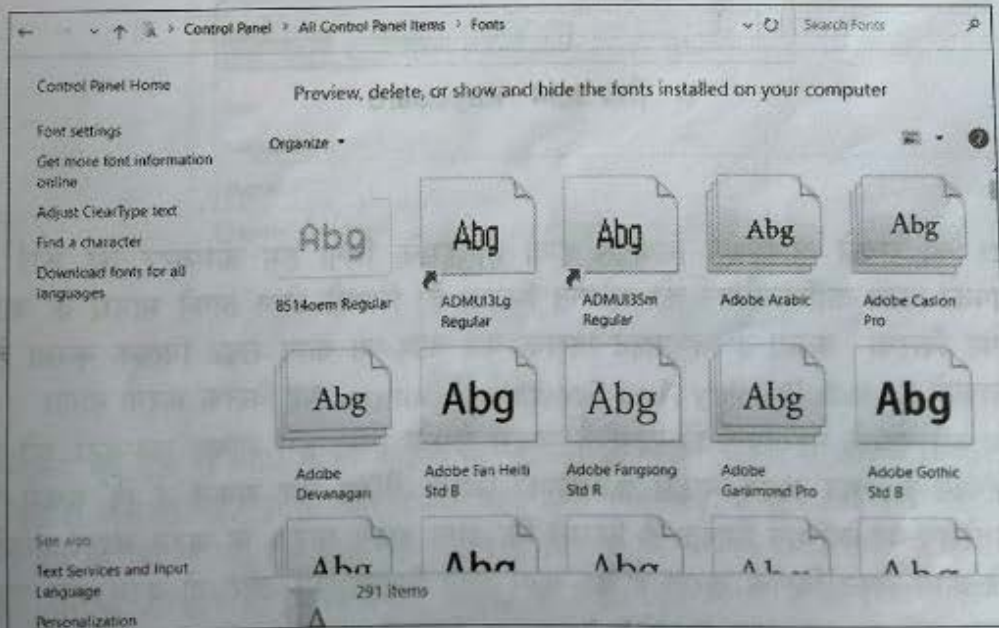 Control Panel > All Control Panel Items > Fonts
Search Fonts
Control Panel Home
Font settings
Get more font information
online
Adjust ClearType text
Find a character
Download fonts for all
languages
See also
Text Services and Input
Language
Personalization
Preview, delete, or show and hide the fonts installed on your computer
Organize
Abg
Abg
Abg
Abg
Abg
8514oem Regular
ADMUI3Lg
Regular
ADMUI3Sm
Regular
Adobe Arabic
Adobe Caslon
Pro
Abg
Abg
Abg
Abg
Abg
Adobe
Devanagari
Adobe Fan Heiti
Std B
Adobe Fangsong
Std R
Adobe
Garamond Pro
Adobe Gothic
Std B
Abg
Abg
Abg
291 items